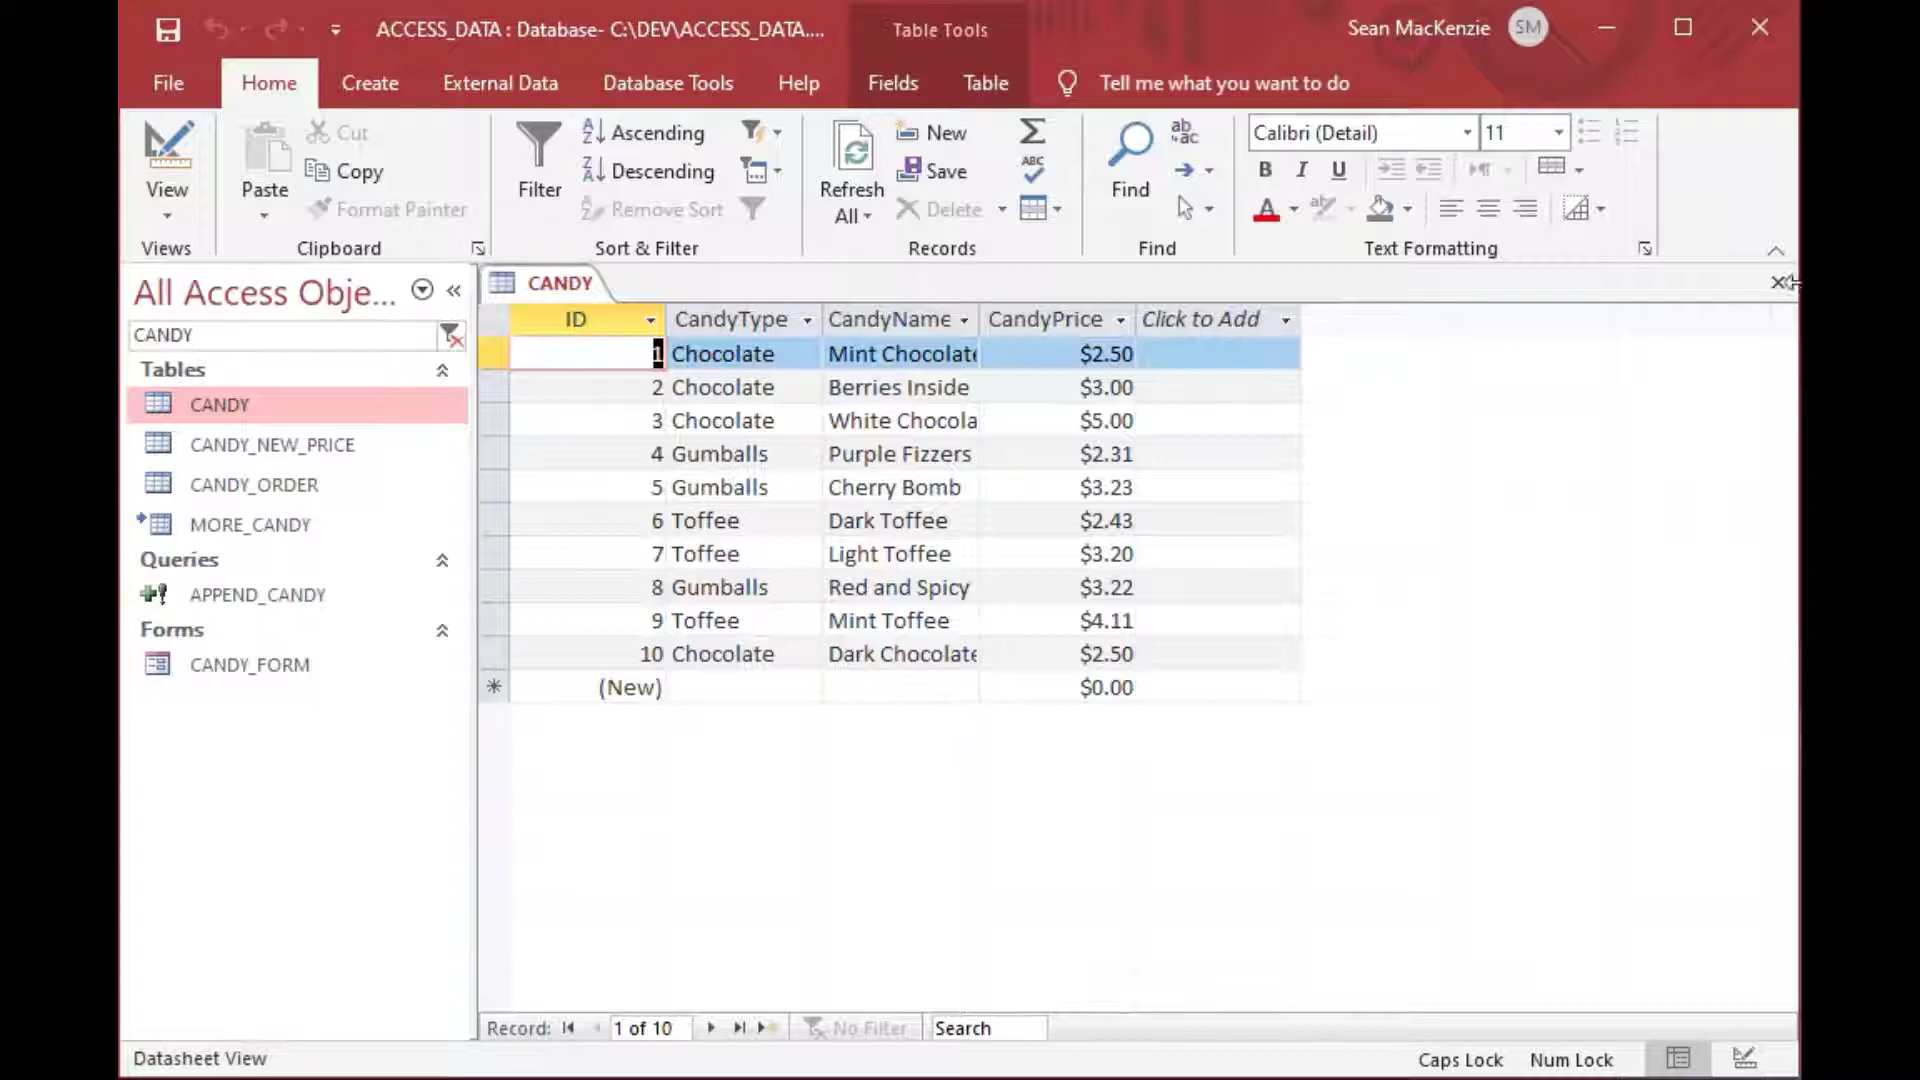 ACCESS_DATA : Database- C:\DEV\ACCESS_DATA....
Table Tools
Sean MacKenzie
SM
File
Home
Create
External Data
Database Tools
Help
Fields
Table
Tell me what you want to do
View
Views
Paste
Cut
Copy
Format Painter
Clipboard
Filter
Ascending
Descending
Remove Sort
Sort & Filter
Refresh
All
New
Save
Delete
Records
Find
Find
Calibri (Detail)
11
B I U
Text Formatting
All Access Obje...
CANDY
Tables
CANDY
CANDY_NEW_PRICE
CANDY_ORDER
MORE_CANDY
Queries
APPEND_CANDY
Forms
CANDY_FORM
CANDY
ID CandyType CandyName CandyPrice Click to Add
1 Chocolate Mint Chocolate $2.50
2 Chocolate Berries Inside $3.00
3 Chocolate White Chocola $5.00
4 Gumballs Purple Fizzers $2.31
5 Gumballs Cherry Bomb $3.23
6 Toffee Dark Toffee $2.43
7 Toffee Light Toffee $3.20
8 Gumballs Red and Spicy $3.22
9 Toffee Mint Toffee $4.11
10 Chocolate Dark Chocolate $2.50
(New) $0.00
Record: 1 of 10 No Filter Search
Datasheet View
Caps Lock
Num Lock